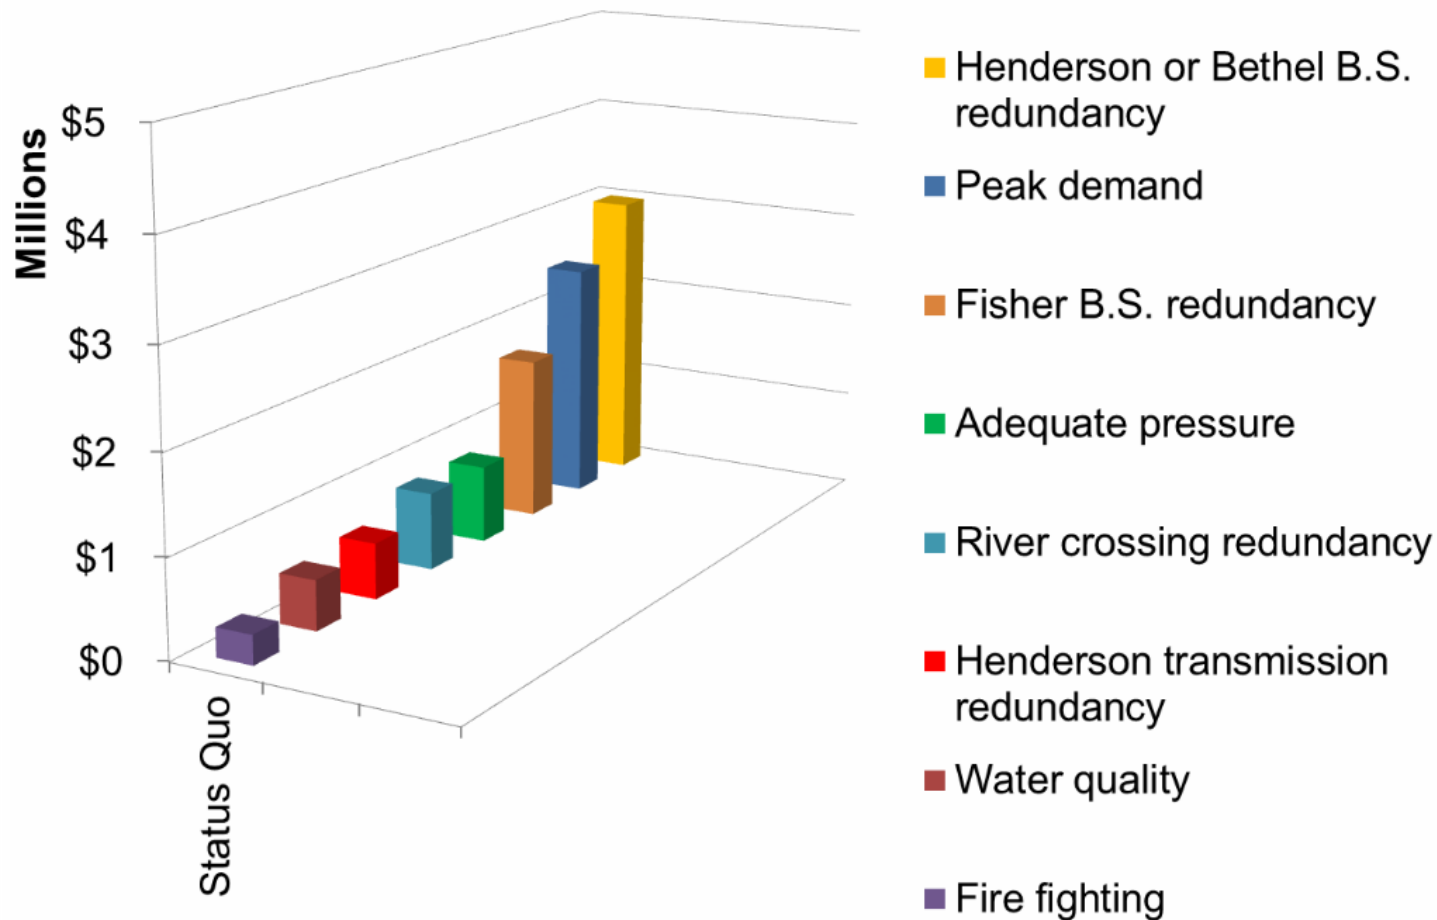 Millions
$5
$4
$3
$2
$1
$0
Status Quo
Henderson or Bethel B.S.
redundancy
Peak demand
Fisher B.S. redundancy
Adequate pressure
River crossing redundancy
Henderson transmission
redundancy
Water quality
Fire fighting